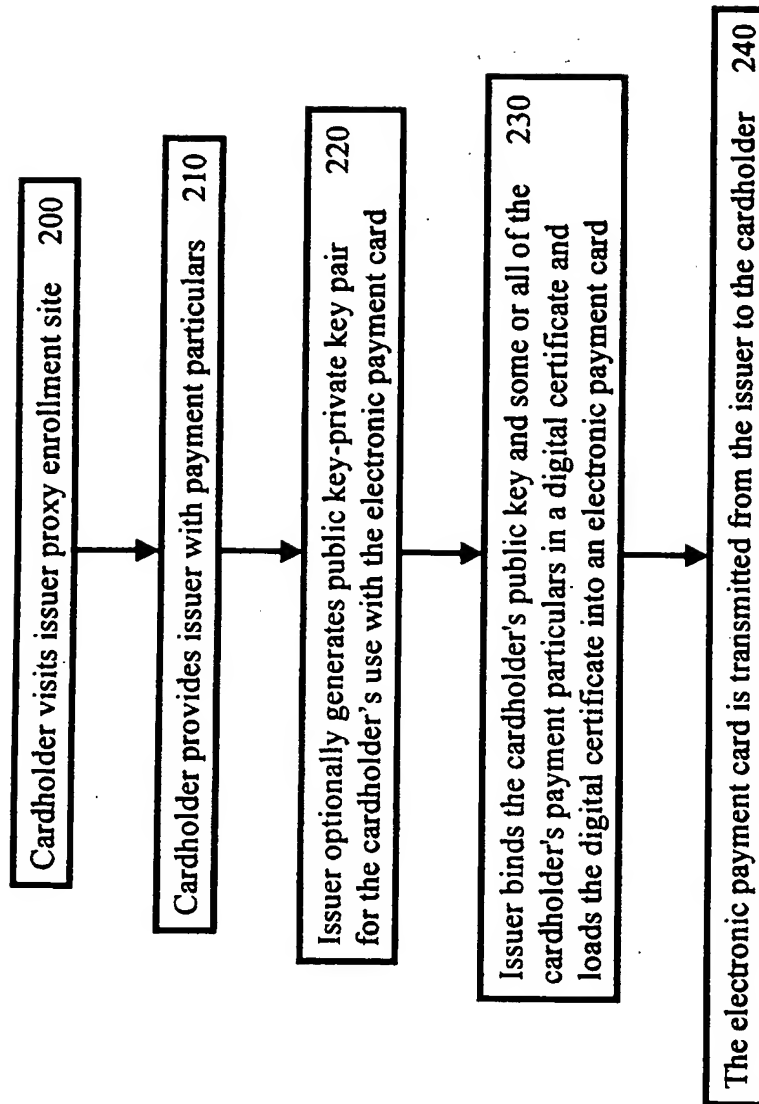 Cardholder visits issuer proxy enrollment site 200
Cardholder provides issuer with payment particulars 210
Issuer optionally generates public key-private key pair
for the cardholder's use with the electronic payment card 220
Issuer binds the cardholder's public key and some or all of the 230
cardholder's payment particulars in a digital certificate and
loads the digital certificate into an electronic payment card
The electronic payment card is transmitted from the issuer to the cardholder 240